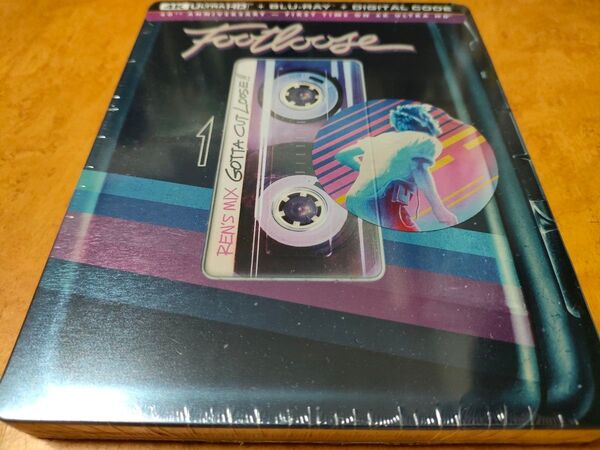 4K ULTRA HD + BLU-RAY + DIGITAL CODE
40TH ANNIVERSARY — FIRST TIME ON 4K ULTRA HD
Footloose
1
REN'S MIX GOTTA CUT LOOSE!